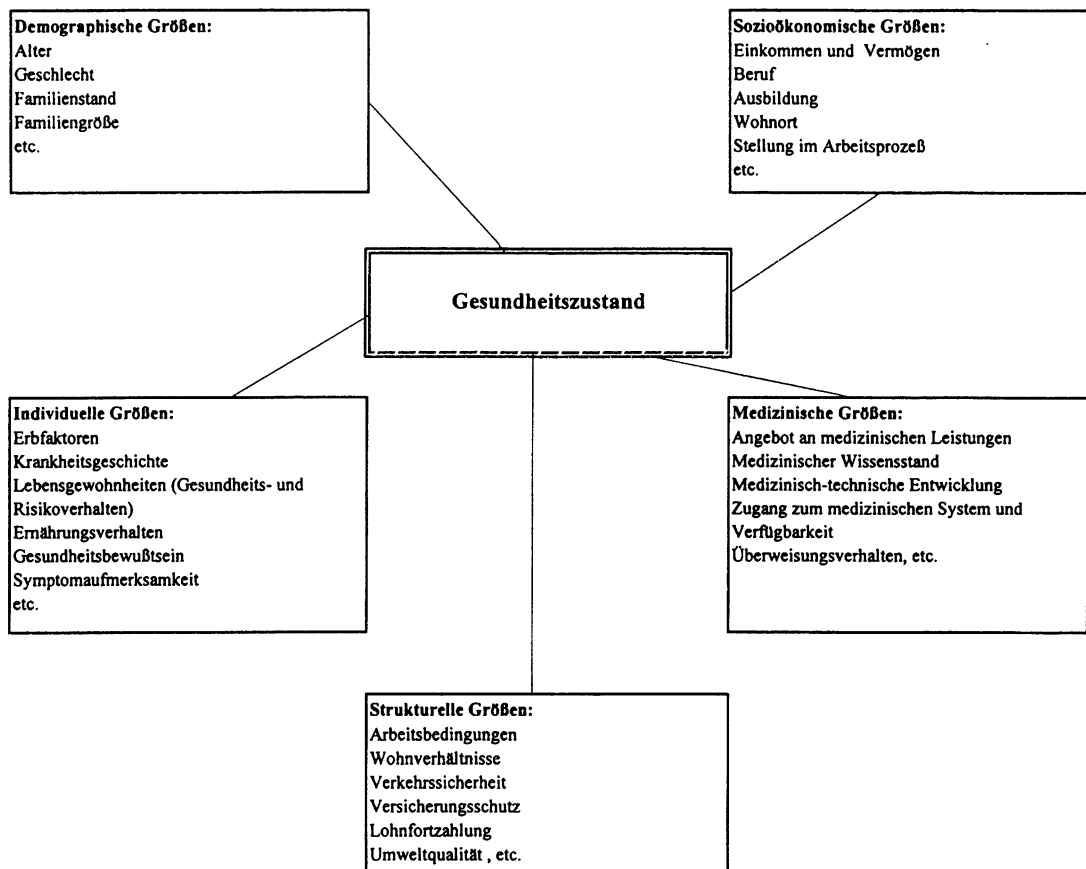 Demographische Größen:
Alter
Geschlecht
Familienstand
Familiengröße
etc.
Sozioökonomische Größen:
Einkommen und Vermögen
Beruf
Ausbildung
Wohnort
Stellung im Arbeitsprozeß
etc.
Gesundheitszustand
Individuelle Größen:
Erbfaktoren
Krankheitsgeschichte
Lebensgewohnheiten (Gesundheits- und
Risikoverhalten)
Ernährungsverhalten
Gesundheitsbewußtsein
Symptomaufmerksamkeit
etc.
Medizinische Größen:
Angebot an medizinischen Leistungen
Medizinischer Wissensstand
Medizinisch-technische Entwicklung
Zugang zum medizinischen System und
Verfügbarkeit
Überweisungsverhalten, etc.
Strukturelle Größen:
Arbeitsbedingungen
Wohnverhältnisse
Verkehrssicherheit
Versicherungsschutz
Lohnfortzahlung
Umweltqualität , etc.